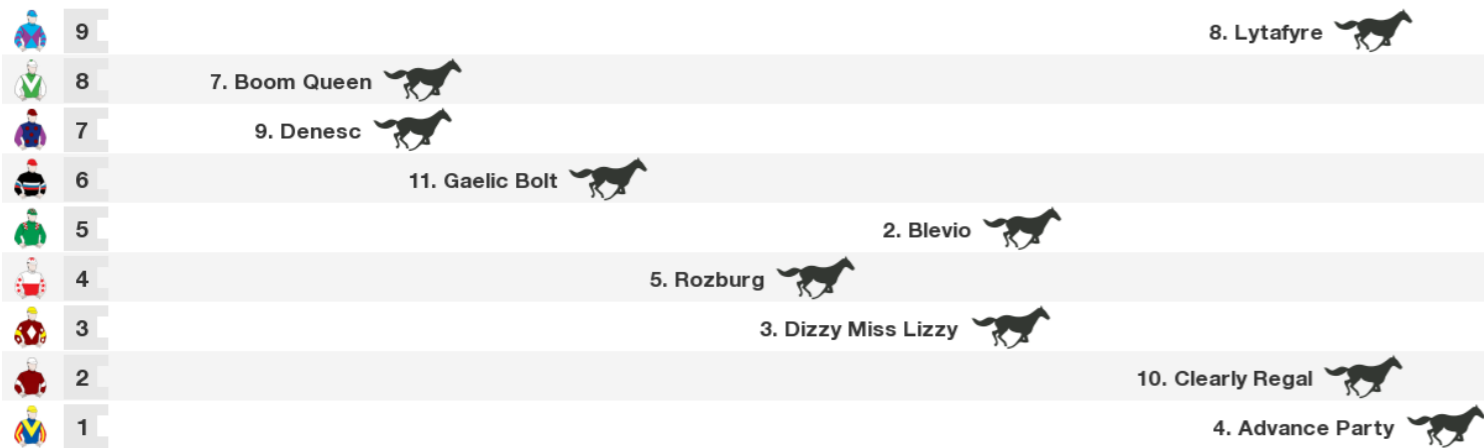 9 8. Lytafyre
8 7. Boom Queen
7 9. Denesc
6 11. Gaelic Bolt
5 2. Blevio
4 5. Rozburg
3 3. Dizzy Miss Lizzy
2 10. Clearly Regal
1 4. Advance Party